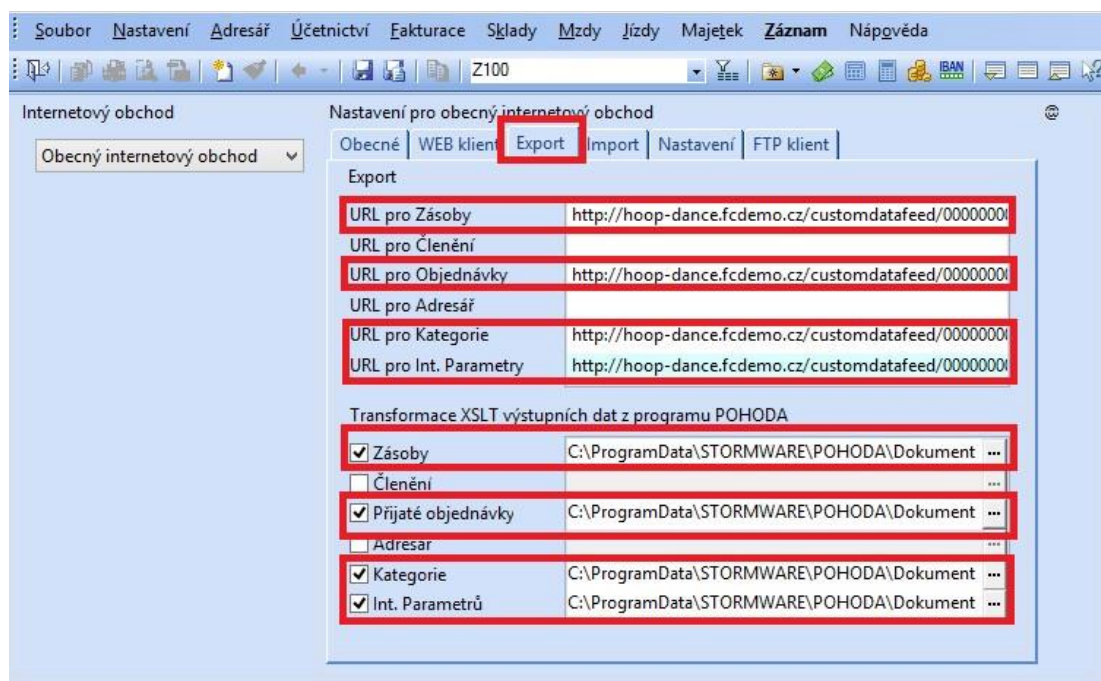 Soubor Nastavení Adresář Účetnictví Fakturace Sklady Mzdy Jízdy Majetek Záznam Nápověda
Z100 IBAN
Internetový obchod
Obecný internetový obchod
Nastavení pro obecný internetový obchod @
Obecné WEB klient Export Import Nastavení FTP klient
Export
URL pro Zásoby http://hoop-dance.fcdemo.cz/customdatafeed/00000000
URL pro Členění
URL pro Objednávky http://hoop-dance.fcdemo.cz/customdatafeed/00000000
URL pro Adresář
URL pro Kategorie http://hoop-dance.fcdemo.cz/customdatafeed/00000000
URL pro Int. Parametry http://hoop-dance.fcdemo.cz/customdatafeed/00000000
Transformace XSLT výstupních dat z programu POHODA
Zásoby C:\ProgramData\STORMWARE\POHODA\Dokument ...
Členění ...
Přijaté objednávky C:\ProgramData\STORMWARE\POHODA\Dokument ...
Adresář ...
Kategorie C:\ProgramData\STORMWARE\POHODA\Dokument ...
Int. Parametrů C:\ProgramData\STORMWARE\POHODA\Dokument ...